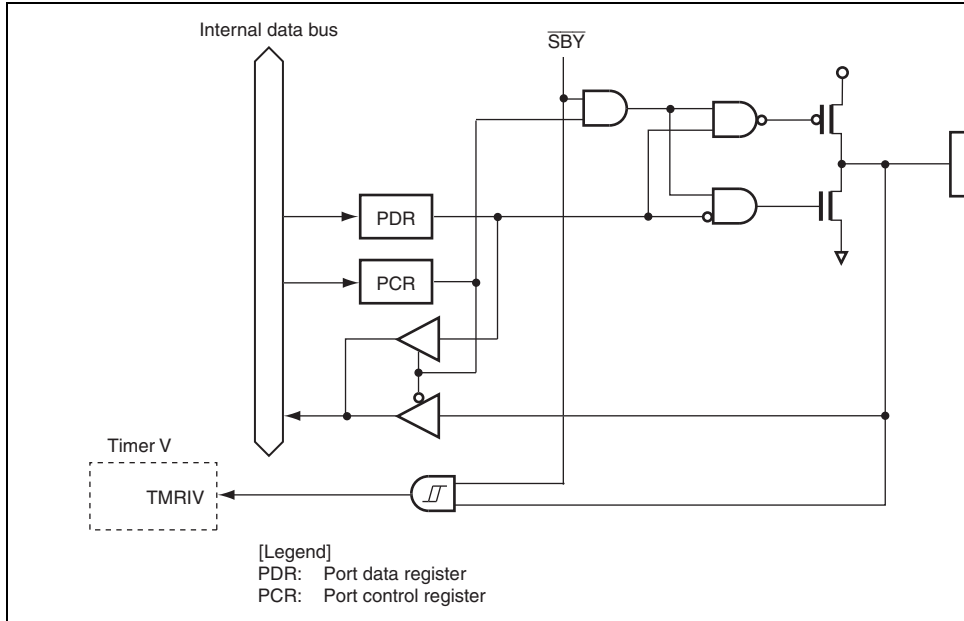 Internal data bus
SBY
PDR
PCR
Timer V
TMRIV
[Legend]
PDR: Port data register
PCR: Port control register